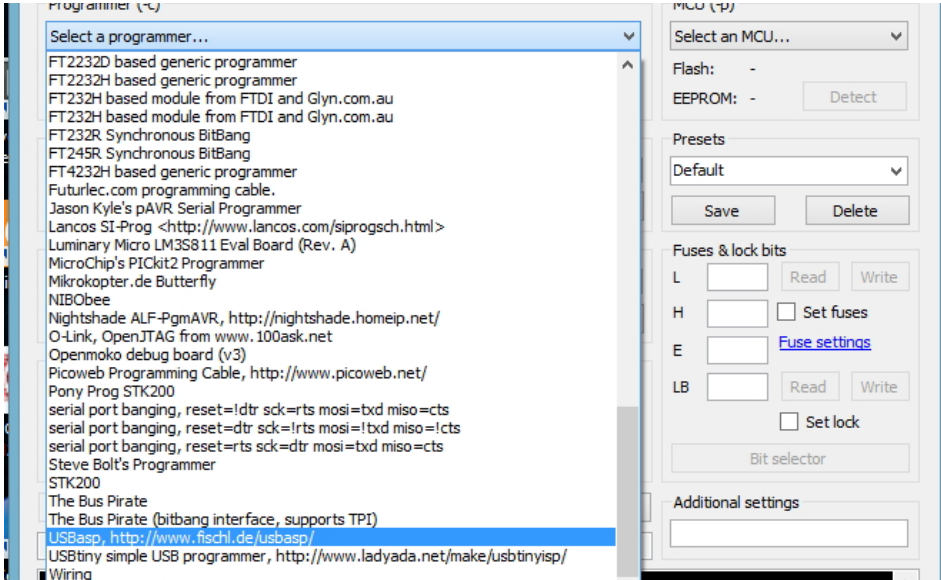 Programmer (-c)
Select a programmer...
FT2232D based generic programmer
FT2232H based generic programmer
FT232H based module from FTDI and Glyn.com.au
FT232H based module from FTDI and Glyn.com.au
FT232R Synchronous BitBang
FT245R Synchronous BitBang
FT4232H based generic programmer
Futurlec.com programming cable.
Jason Kyle's pAVR Serial Programmer
Lancos SI-Prog <http://www.lancos.com/siprogsch.html>
Luminary Micro LM3S811 Eval Board (Rev. A)
MicroChip's PICkit2 Programmer
Mikrokopter.de Butterfly
NIBObee
Nightshade ALF-PgmAVR, http://nightshade.homeip.net/
O-Link, OpenJTAG from www.100ask.net
Openmoko debug board (v3)
Picoweb Programming Cable, http://www.picoweb.net/
Pony Prog STK200
serial port banging, reset=!dtr sck=rts mosi=txd miso=cts
serial port banging, reset=dtr sck=!rts mosi=!txd miso=!cts
serial port banging, reset=rts sck=dtr mosi=txd miso=cts
Steve Bolt's Programmer
STK200
The Bus Pirate
The Bus Pirate (bitbang interface, supports TPI)
USBasp, http://www.fischl.de/usbasp/
USBtiny simple USB programmer, http://www.ladyada.net/make/usbtinyisp/
Wiring
MCU (-p)
Select an MCU...
Flash: -
EEPROM: - Detect
Presets
Default
Save Delete
Fuses & lock bits
L Read Write
H Set fuses
E Fuse settings
LB Read Write
Set lock
Bit selector
Additional settings